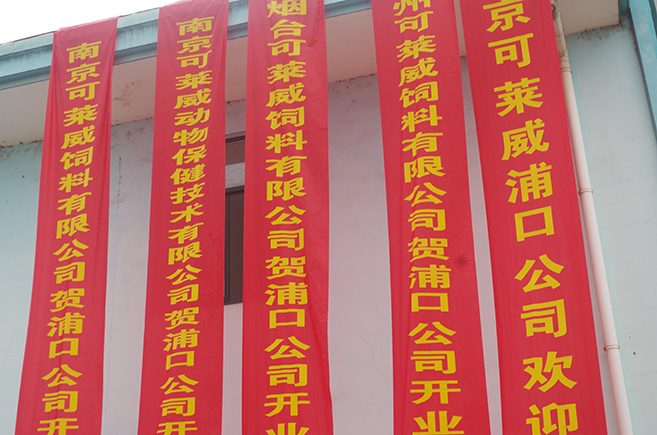 南京可莱威饲料有限公司贺浦口公司开
南京可莱威动物保健技术有限公司贺浦口公司开
烟台可莱威饲料有限公司贺浦口公司开业
州可莱威饲料有限公司贺浦口公司开业
京可莱威浦口公司欢迎